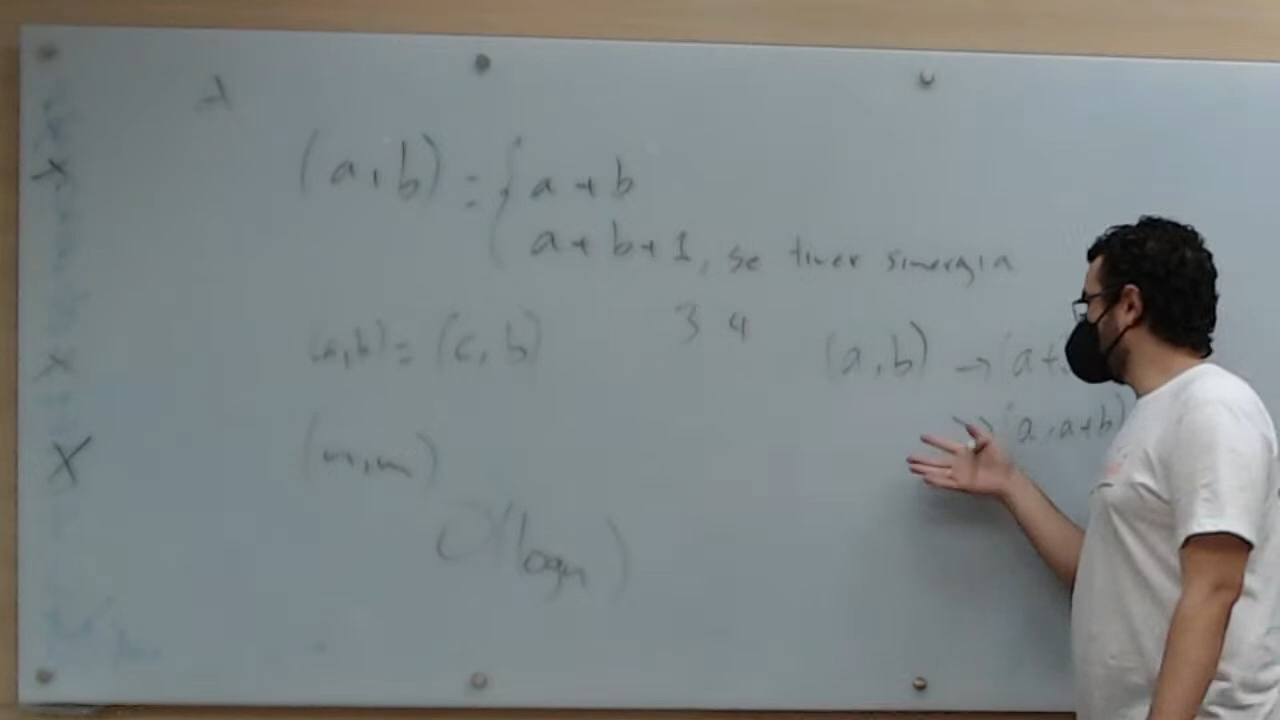 (a,b) = { a+b
a+b+1, se tiver sinergia
(a,b) = (c,b)
3 4
(a,b) → (a+
→ (a,a+b)
(n,m)
O(log n)
X
X
X